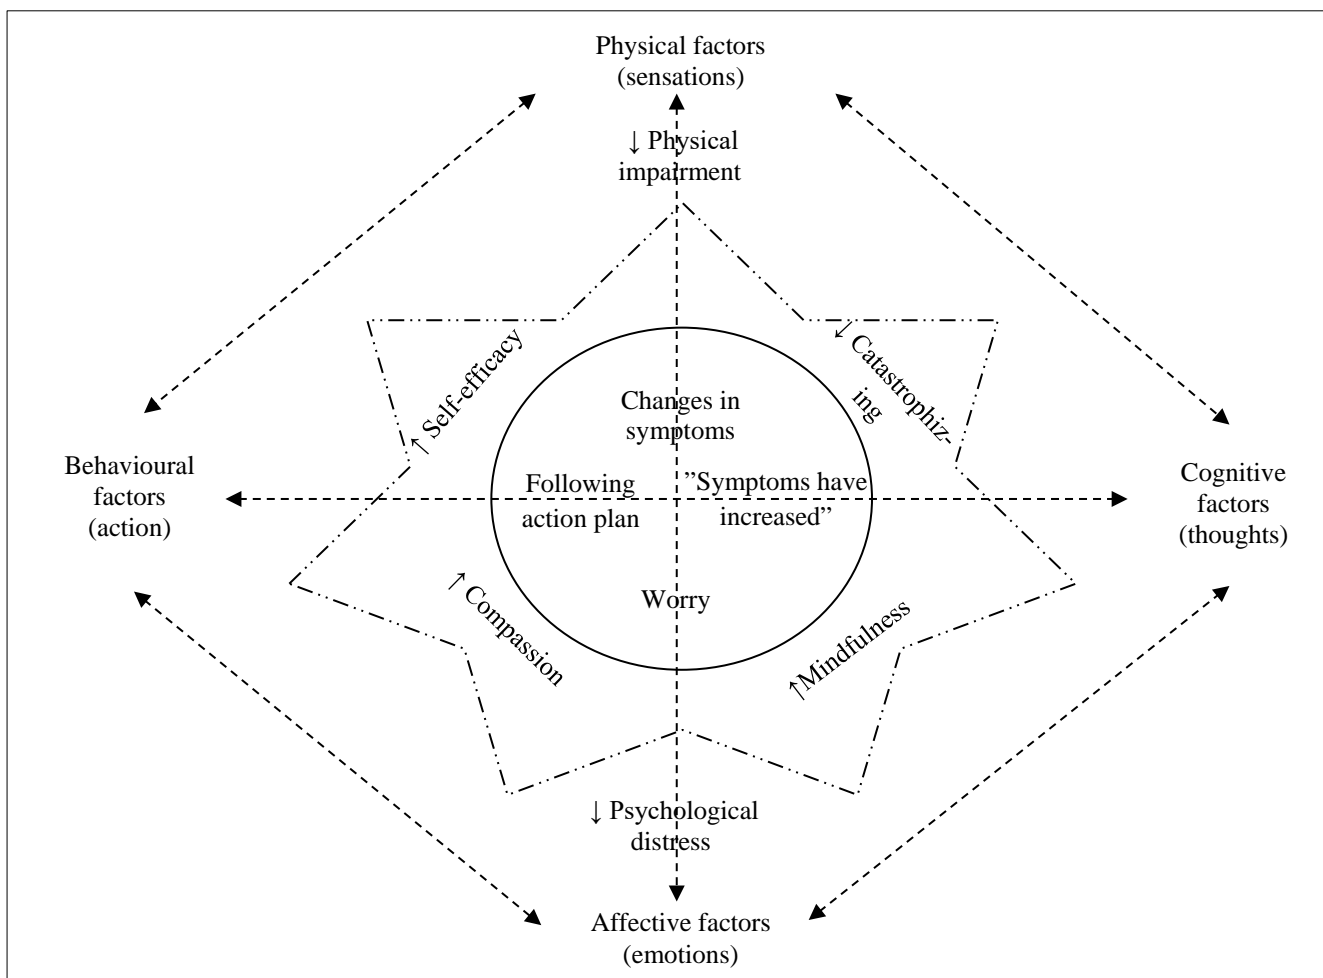 Physical factors
(sensations)
↓ Physical
impairment
↑ Self-efficacy
↓ Catastrophiz-
ing
Changes in
symptoms
Behavioural
factors
(action)
Following
action plan
”Symptoms have
increased”
Cognitive
factors
(thoughts)
↑ Compassion
Worry
↑Mindfulness
↓ Psychological
distress
Affective factors
(emotions)